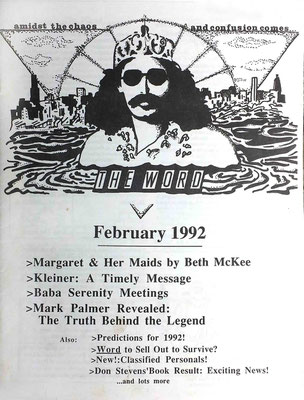 amidst the chaos and confusion comes
THE WORD
February 1992
>Margaret & Her Maids by Beth McKee
>Kleiner: A Timely Message
>Baba Serenity Meetings
>Mark Palmer Revealed:
The Truth Behind the Legend
Also: >Predictions for 1992!
>Word to Sell Out to Survive?
>New!:Classified Personals!
>Don Stevens'Book Result: Exciting News!
...and lots more